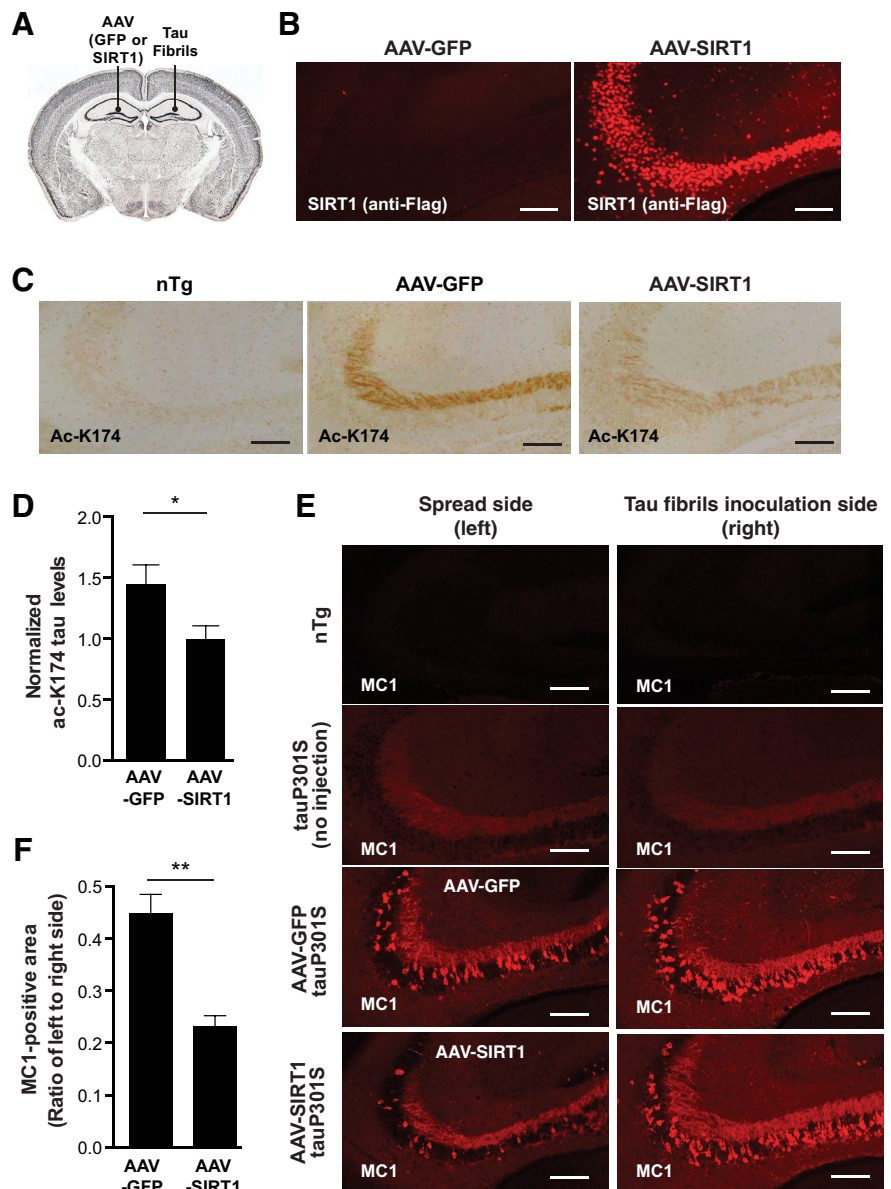 A
AAV
(GFP or
SIRT1)
Tau
Fibrils
B
AAV-GFP
AAV-SIRT1
SIRT1 (anti-Flag)
SIRT1 (anti-Flag)
C
nTg
AAV-GFP
AAV-SIRT1
Ac-K174
Ac-K174
Ac-K174
D
Normalized
ac-K174 tau levels
2.0
1.5
1.0
0.5
0.0
*
AAV
-GFP
AAV
-SIRT1
E
Spread side
(left)
Tau fibrils inoculation side
(right)
nTg
MC1
MC1
tauP301S
(no injection)
MC1
MC1
AAV-GFP
tauP301S
AAV-GFP
MC1
MC1
AAV-SIRT1
tauP301S
AAV-SIRT1
MC1
MC1
F
MC1-positive area
(Ratio of left to right side)
0.5
0.4
0.3
0.2
0.1
0.0
**
AAV
-GFP
AAV
-SIRT1